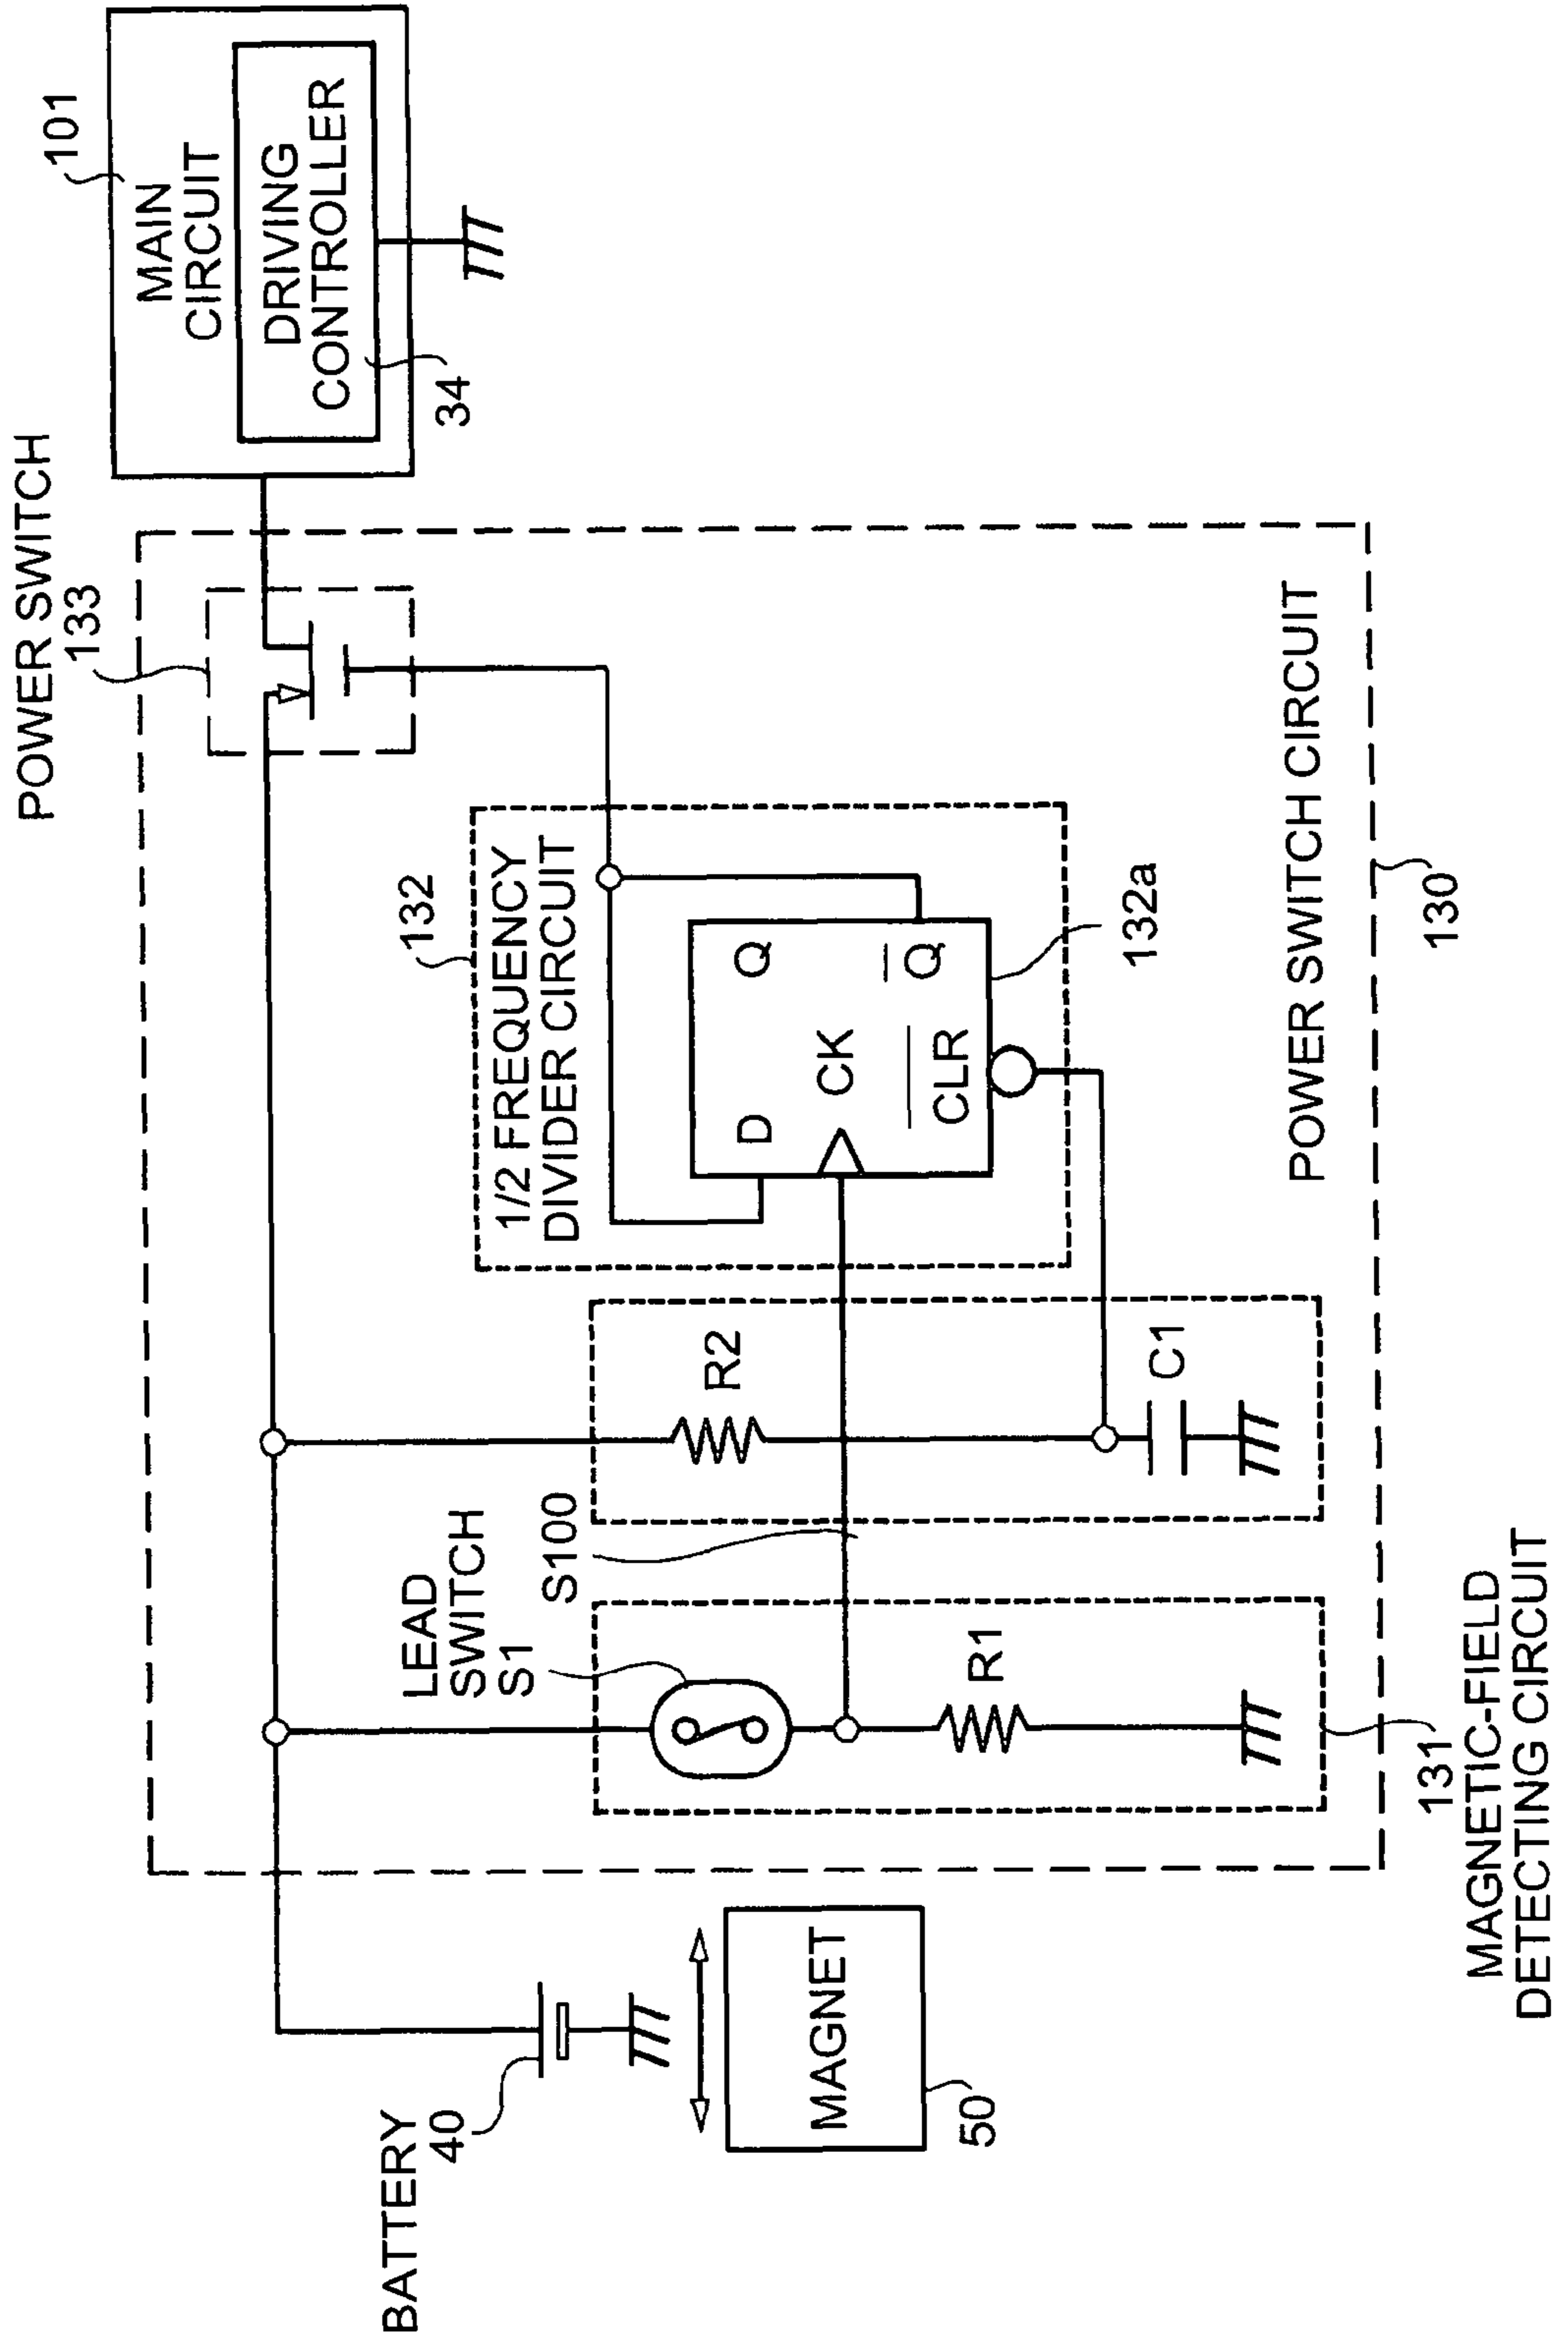 POWER SWITCH
133
101
MAIN
CIRCUIT
DRIVING
CONTROLLER
34
132
1/2 FREQUENCY
DIVIDER CIRCUIT
D
Q
CK
Q
CLR
132a
LEAD
SWITCH
S1
S100
R2
R1
C1
BATTERY
40
MAGNET
50
POWER SWITCH CIRCUIT
130
131
MAGNETIC-FIELD
DETECTING CIRCUIT